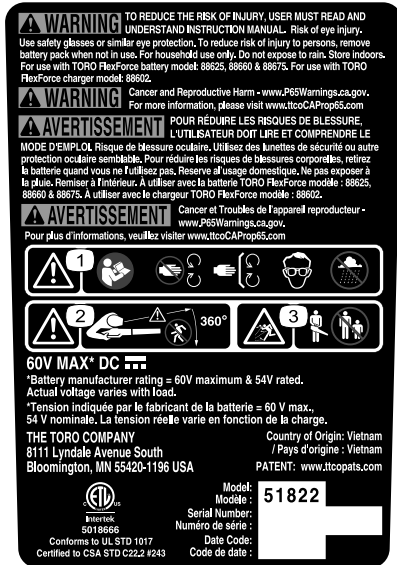 WARNING TO REDUCE THE RISK OF INJURY, USER MUST READ AND
UNDERSTAND INSTRUCTION MANUAL. Risk of eye injury.
Use safety glasses or similar eye protection. To reduce risk of injury to persons, remove
battery pack when not in use. For household use only. Do not expose to rain. Store indoors.
For use with TORO FlexForce battery model: 88625, 88660 & 88675. For use with TORO
FlexForce charger model: 88602.
WARNING Cancer and Reproductive Harm - www.P65Warnings.ca.gov.
For more information, please visit www.ttcoCAProp65.com
AVERTISSEMENT POUR RÉDUIRE LES RISQUES DE BLESSURE,
L'UTILISATEUR DOIT LIRE ET COMPRENDRE LE
MODE D'EMPLOI. Risque de blessure oculaire. Utilisez des lunettes de sécurité ou autre
protection oculaire semblable. Pour réduire les risques de blessures corporelles, retirez
la batterie quand vous ne l'utilisez pas. Reserve al'usage domestique. Ne pas exposer à
la pluie. Remiser à l'intérieur. À utiliser avec la batterie TORO FlexForce modèle : 88625,
88660 & 88675. À utiliser avec le chargeur TORO FlexForce modèle : 88602.
AVERTISSEMENT Cancer et Troubles de l'appareil reproducteur -
www.P65Warnings.ca.gov.
Pour plus d'informations, veuillez visiter www.ttcoCAProp65.com
1
2
360°
3
60V MAX* DC
*Battery manufacturer rating = 60V maximum & 54V rated.
Actual voltage varies with load.
*Tension indiquée par le fabricant de la batterie = 60 V max.,
54 V nominale. La tension réelle varie en fonction de la charge.
THE TORO COMPANY
8111 Lyndale Avenue South
Bloomington, MN 55420-1196 USA
Country of Origin: Vietnam
/ Pays d'origine : Vietnam
PATENT: www.ttcopats.com
C ETL US
Intertek
5018666
Conforms to UL STD 1017
Certified to CSA STD C22.2 #243
Model:
Modèle :
51822
Serial Number:
Numéro de série :
Date Code:
Code de date :